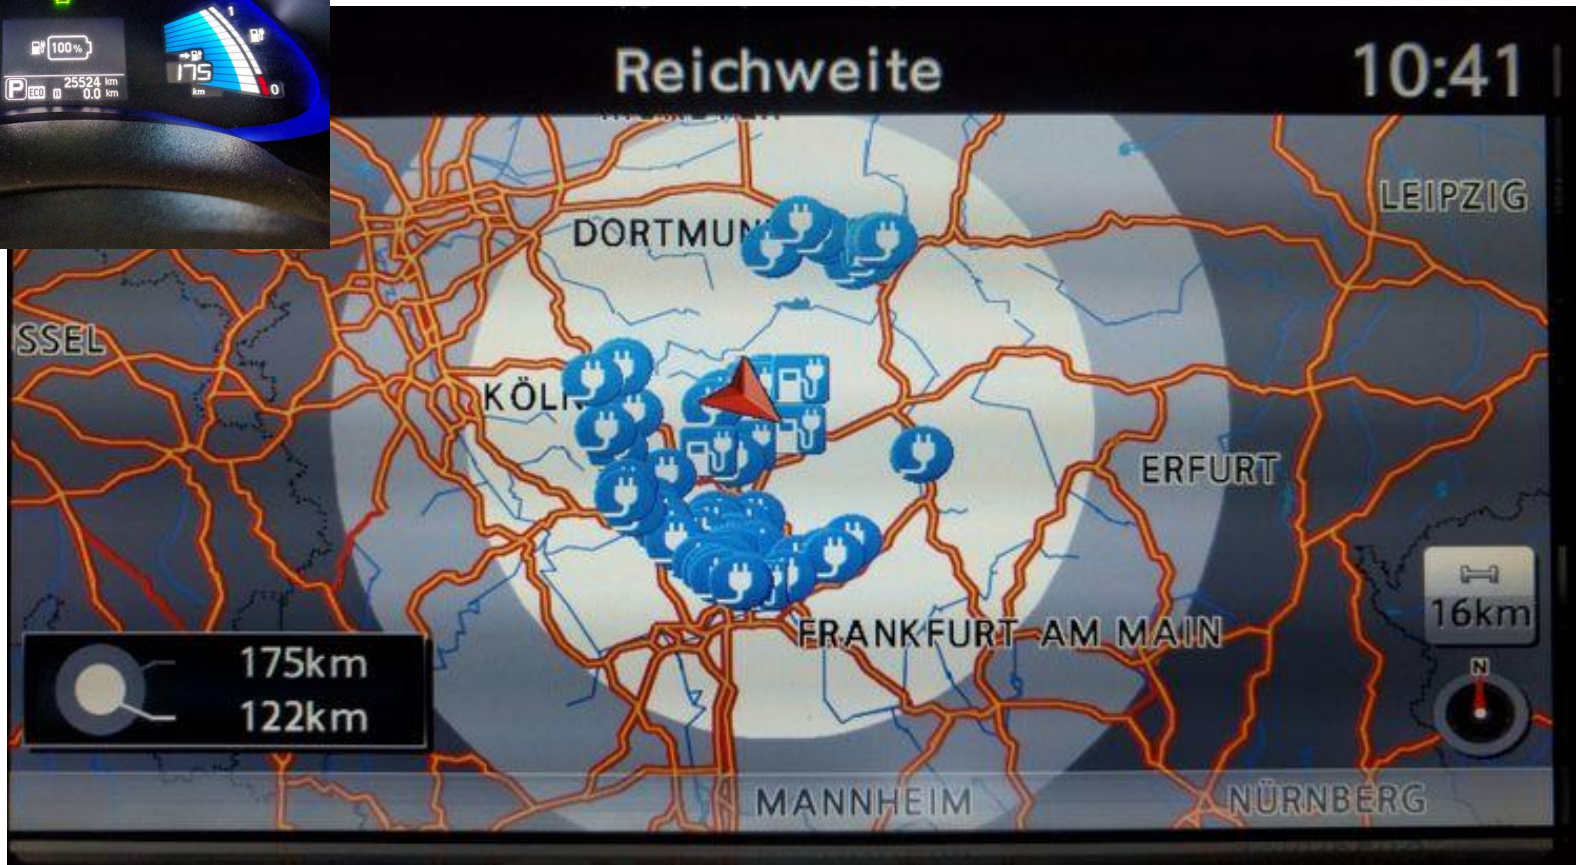 1
100%
175
km
0
P ECO 25524 km
0.0 km
Reichweite
10:41
LEIPZIG
DORTMUN
SSEL
KÖLN
ERFURT
16km
N
FRANKFURT AM MAIN
175km
122km
MANNHEIM
NÜRNBERG